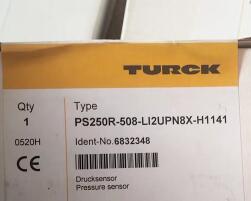 TURCK
Qty Type
1 PS250R-508-LI2UPN8X-H1141
0520H Ident-No.6832348
CE
Drucksensor
Pressure sensor